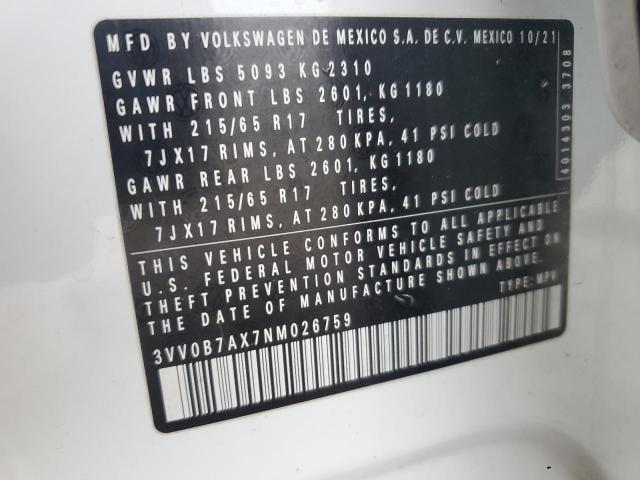 MFD BY VOLKSWAGEN DE MEXICO S.A. DE C.V. MEXICO 10/21
GVWR LBS 5093 KG 2310
GAWR FRONT LBS 2601, KG 1180
WITH 215/65 R17 TIRES,
7JX17 RIMS, AT 280 KPA, 41 PSI COLD
GAWR REAR LBS 2601, KG 1180
WITH 215/65 R17 TIRES,
7JX17 RIMS, AT 280 KPA, 41 PSI COLD
THIS VEHICLE CONFORMS TO ALL APPLICABLE
U.S. FEDERAL MOTOR VEHICLE SAFETY AND
THEFT PREVENTION STANDARDS IN EFFECT ON
THE DATE OF MANUFACTURE SHOWN ABOVE.
TYPE: MPV
3VV0B7AX7NM026759
4014303 3708